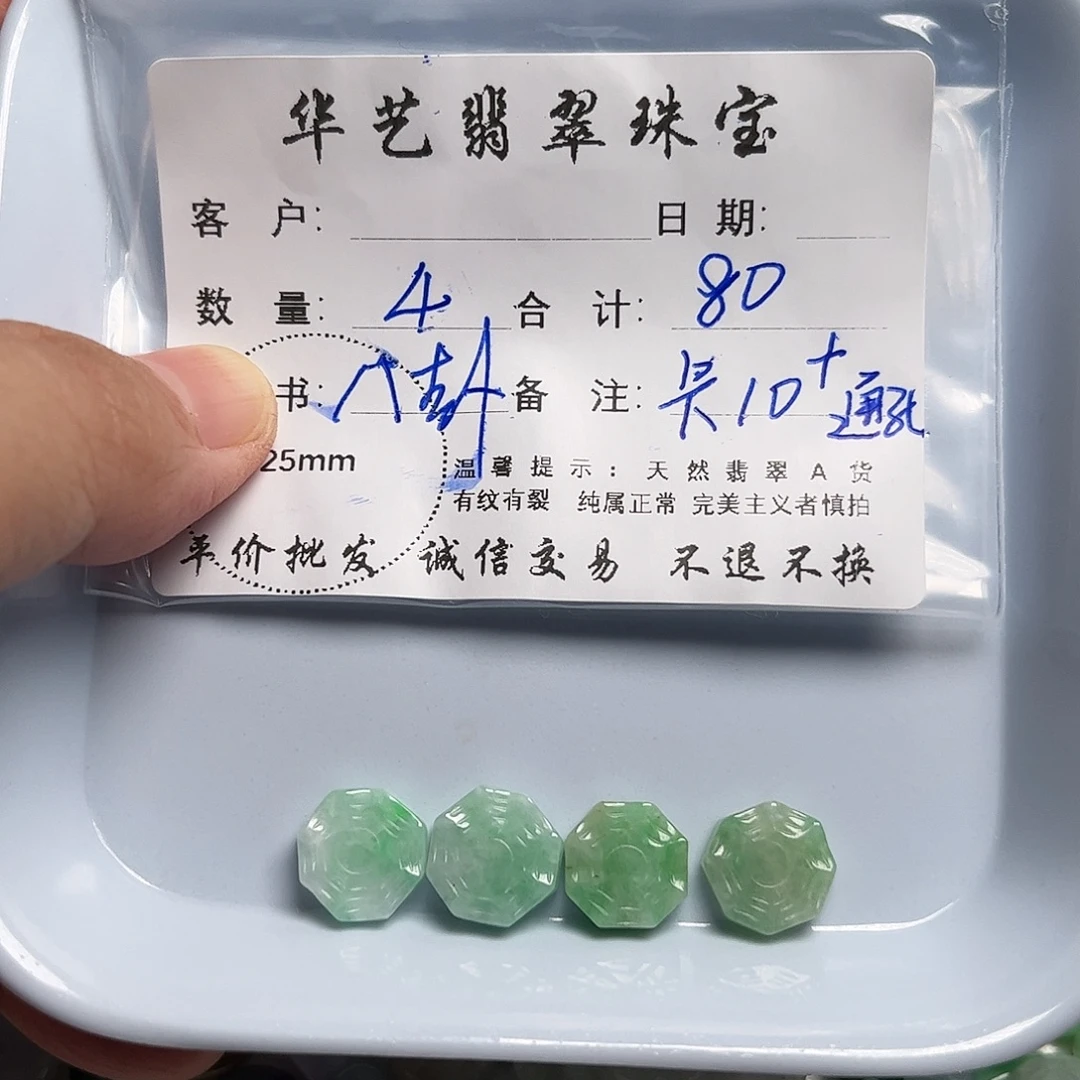 华艺翡翠珠宝
客 户: 日 期:
数 量: 4 合 计: 80
书: 八卦 备 注: 吴10+通孔
25mm
温馨提示: 天然翡翠A货
有纹有裂 纯属正常 完美主义者慎拍
平价批发 诚信交易 不退不换